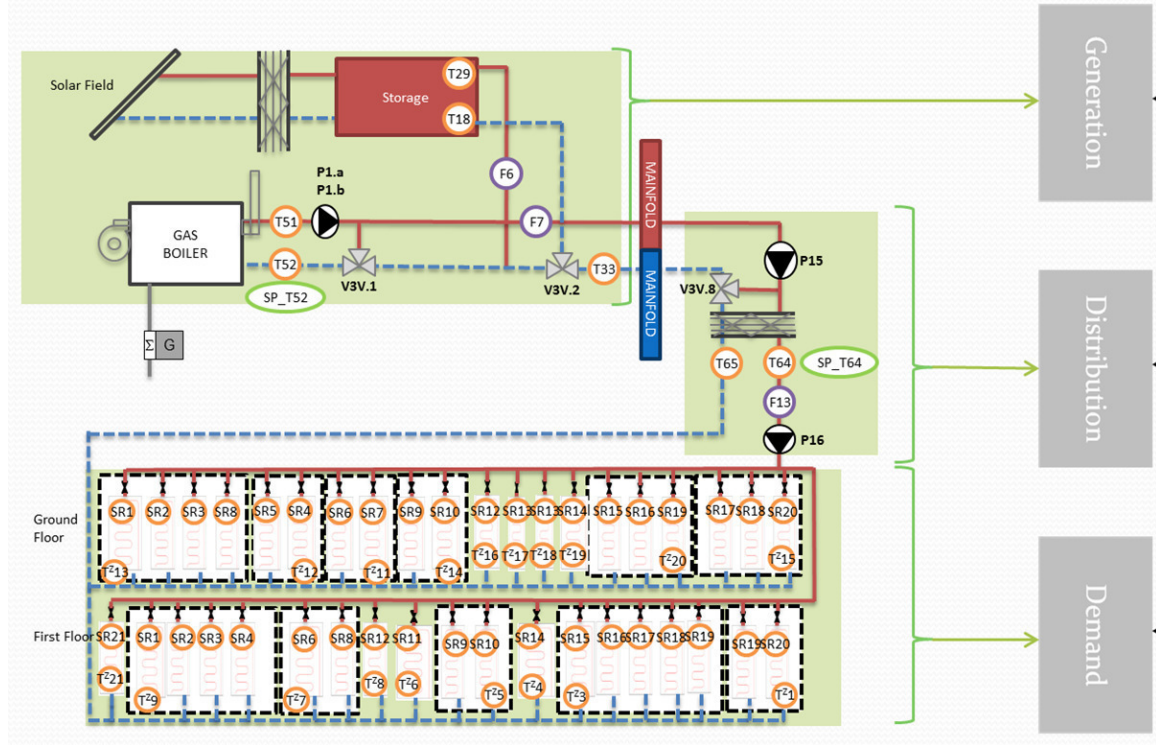 Solar Field
T29
Storage
T18
Generation
P1.a
P1.b
F6
GAS
BOILER
T51
F7
MAINFOLD
T52
T33
V3V.1
V3V.2
SP_T52
MAINFOLD
P15
V3V.8
Σ G
T65
T64
SP_T64
F13
P16
Distribution
Ground
Floor
SR1 SR2 SR3 SR8 SR5 SR4 SR6 SR7 SR9 SR10 SR12 SR13 SR13 SR14 SR15 SR16 SR19 SR17 SR18 SR20
Tz13 Tz12 Tz11 Tz14 Tz16 Tz17 Tz18 Tz19 Tz20 Tz15
First Floor
SR21 SR1 SR2 SR3 SR4 SR6 SR8 SR12 SR11 SR9 SR10 SR14 SR15 SR16 SR17 SR18 SR19 SR19 SR20
Tz21 Tz9 Tz7 Tz8 Tz6 Tz5 Tz4 Tz3 Tz1
Demand